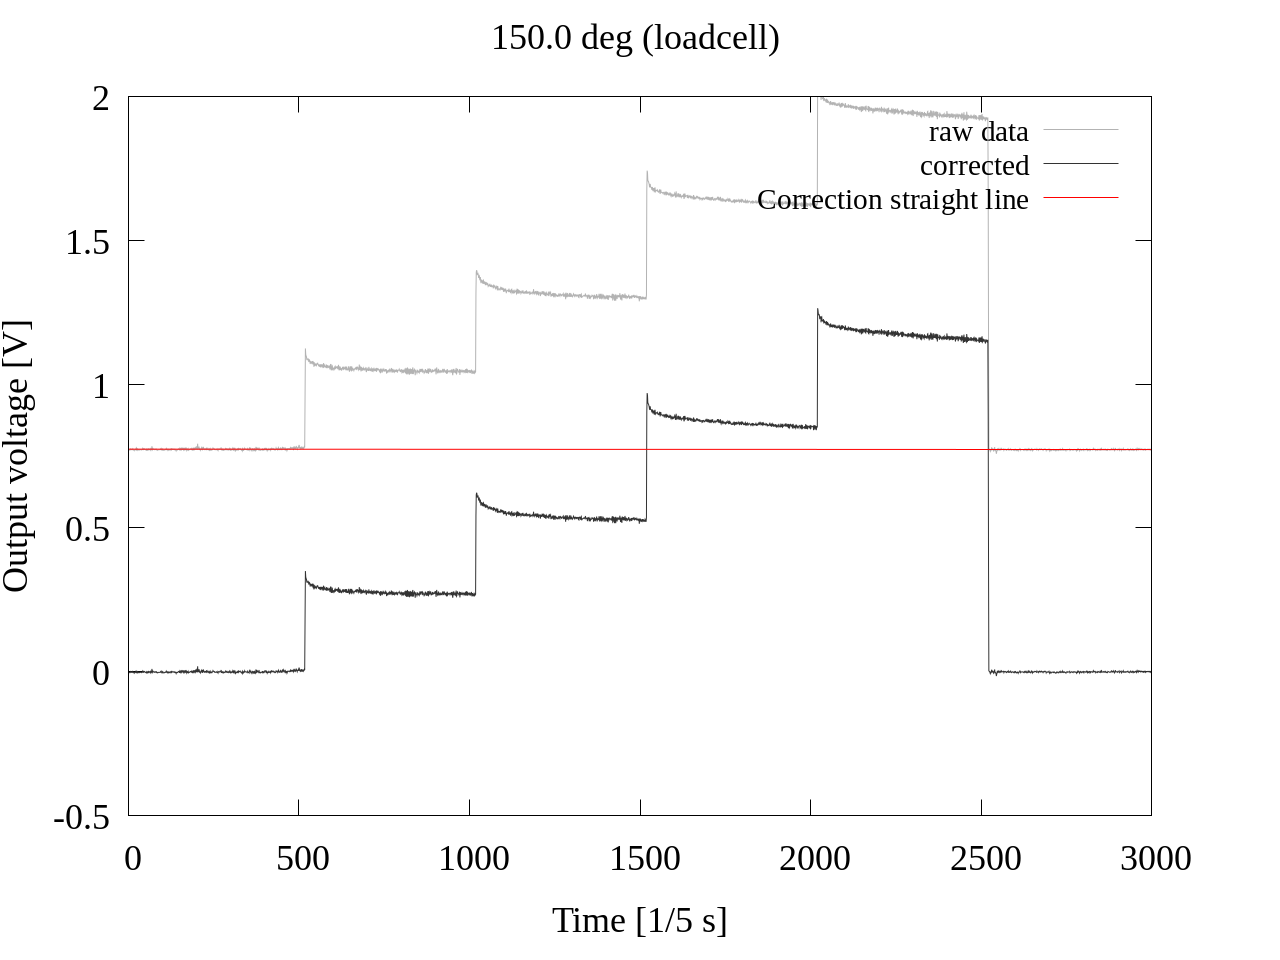 150.0 deg (loadcell)
2
1.5
1
0.5
0
-0.5
Output voltage [V]
raw data
corrected
Correction straight line
0 500 1000 1500 2000 2500 3000
Time [1/5 s]